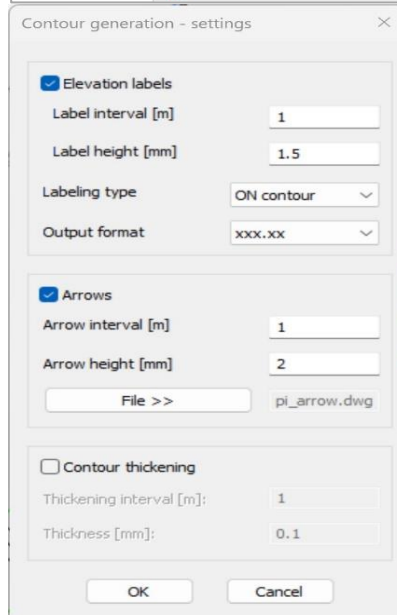 Contour generation - settings
Elevation labels
Label interval [m] 1
Label height [mm] 1.5
Labeling type ON contour
Output format xxx.xx
Arrows
Arrow interval [m] 1
Arrow height [mm] 2
File >> pi_arrow.dwg
Contour thickening
Thickening interval [m]: 1
Thickness [mm]: 0.1
OK Cancel